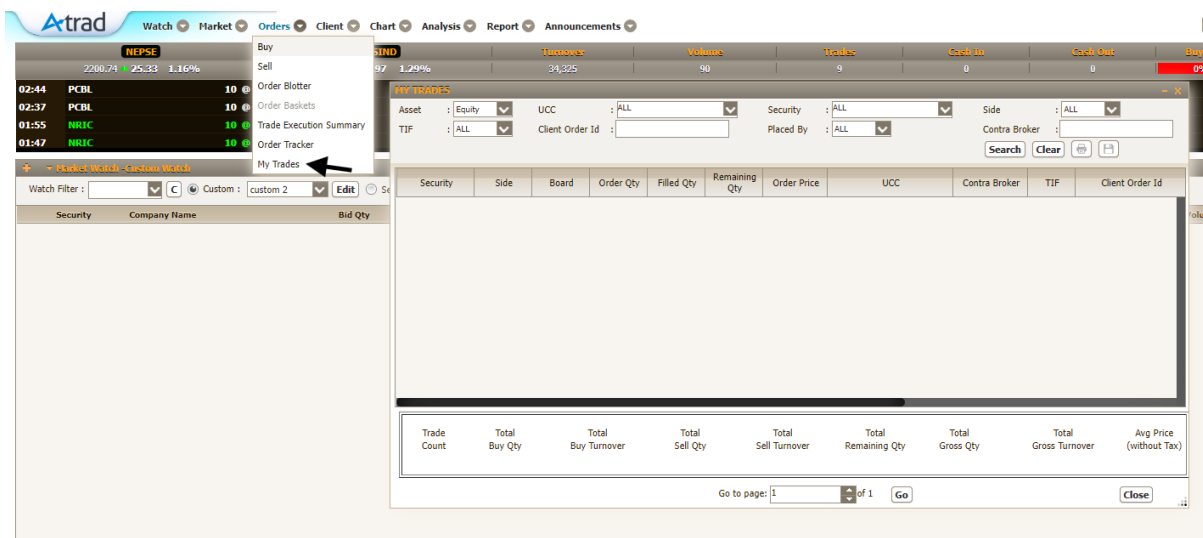 Atrad
Watch Market Orders Client Chart Analysis Report Announcements
NEPSE Turnover Volume Trades Cash In Cash Out
2200.74 25.33 1.16% 97 1.29% 34,325 90 9 0 0
Buy
Sell
Order Blotter
Order Baskets
Trade Execution Summary
Order Tracker
My Trades
02:44 PCBL 10 @
02:37 PCBL 10 @
01:55 NRIC 10 @
01:47 NRIC 10 @
Market Watch -Custom Watch
Watch Filter : C Custom : custom 2 Edit
Security Company Name Bid Qty
MY TRADES
Asset : Equity UCC : ALL Security : ALL Side : ALL
TIF : ALL Client Order Id : Placed By : ALL Contra Broker :
Search Clear
Security Side Board Order Qty Filled Qty Remaining Qty Order Price UCC Contra Broker TIF Client Order Id
Trade Count Total Buy Qty Total Buy Turnover Total Sell Qty Total Sell Turnover Total Remaining Qty Total Gross Qty Total Gross Turnover Avg Price (without Tax)
Go to page: 1 of 1 Go Close